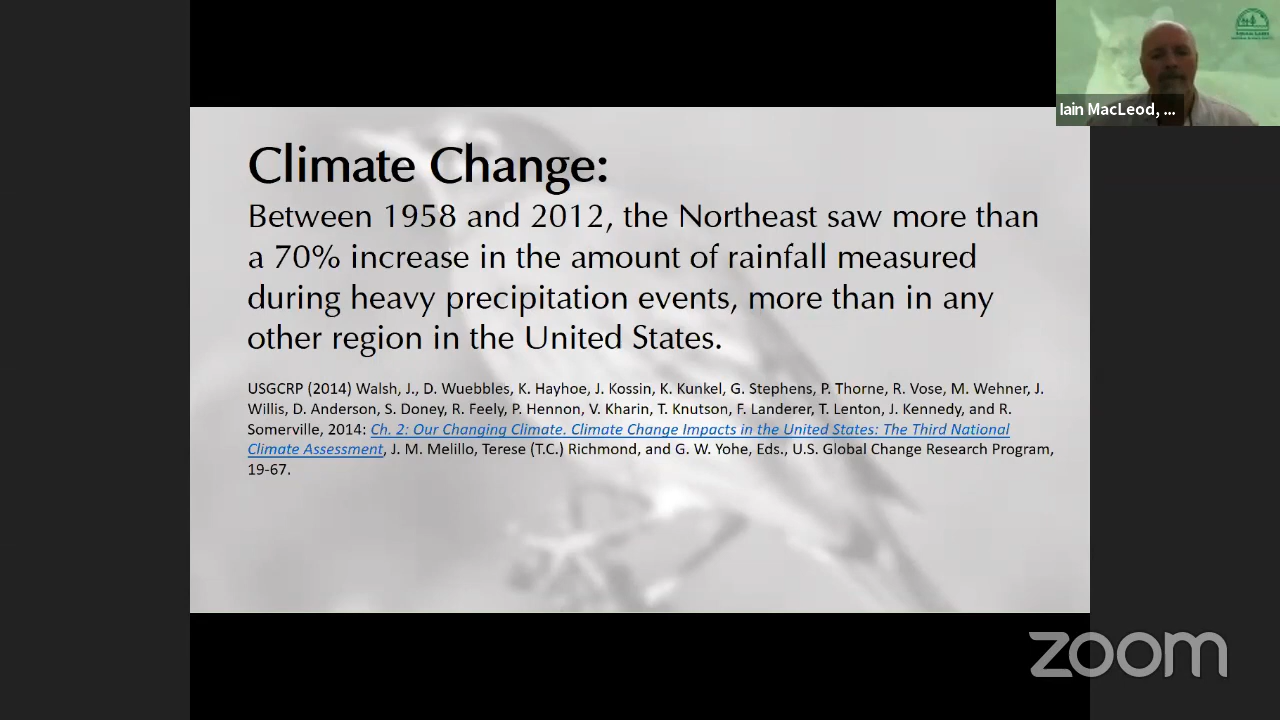 Iain MacLeod, ...
Climate Change:
Between 1958 and 2012, the Northeast saw more than
a 70% increase in the amount of rainfall measured
during heavy precipitation events, more than in any
other region in the United States.
USGCRP (2014) Walsh, J., D. Wuebbles, K. Hayhoe, J. Kossin, K. Kunkel, G. Stephens, P. Thorne, R. Vose, M. Wehner, J.
Willis, D. Anderson, S. Doney, R. Feely, P. Hennon, V. Kharin, T. Knutson, F. Landerer, T. Lenton, J. Kennedy, and R.
Somerville, 2014: Ch. 2: Our Changing Climate. Climate Change Impacts in the United States: The Third National
Climate Assessment, J. M. Melillo, Terese (T.C.) Richmond, and G. W. Yohe, Eds., U.S. Global Change Research Program,
19-67.
zoom